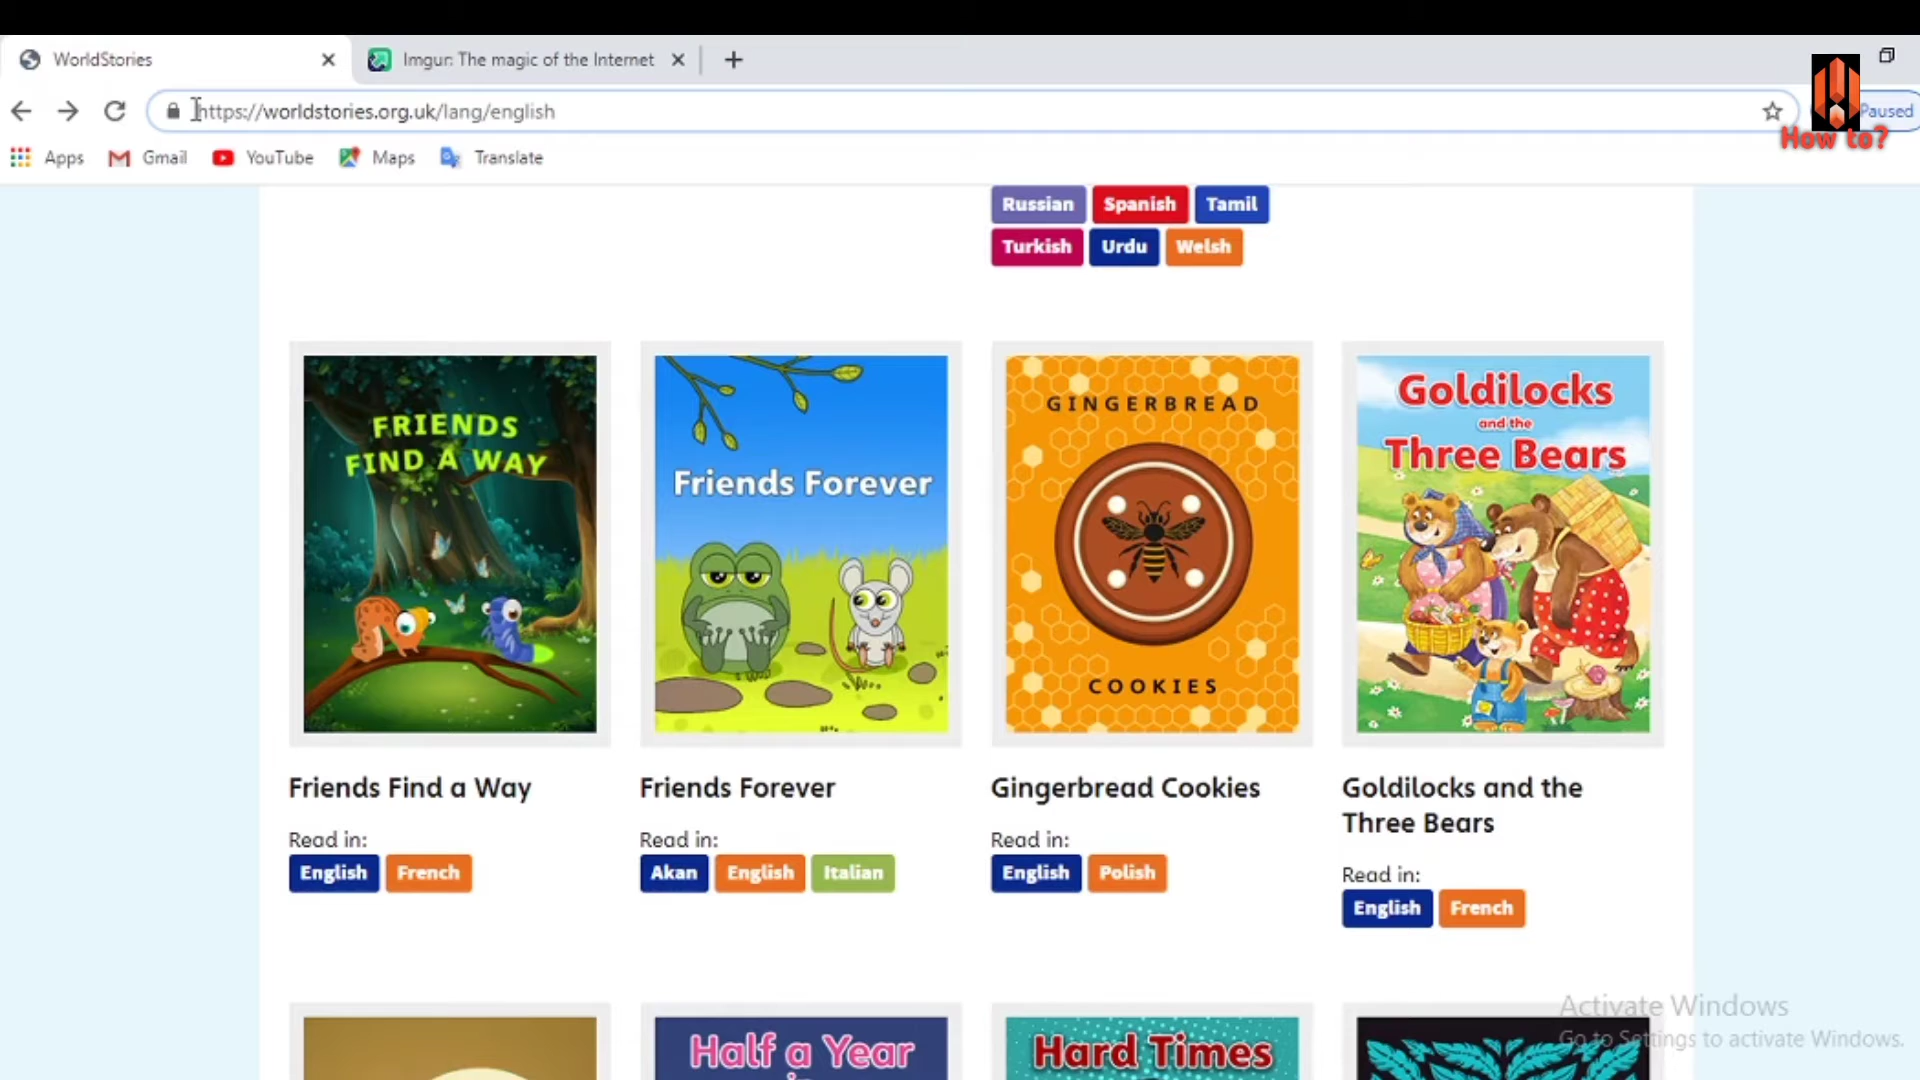 WorldStories
Imgur: The magic of the Internet
https://worldstories.org.uk/lang/english
Paused
How to?
Apps
Gmail
YouTube
Maps
Translate
Russian
Spanish
Tamil
Turkish
Urdu
Welsh
FRIENDS
FIND A WAY
Friends Forever
GINGERBREAD
COOKIES
Goldilocks
and the
Three Bears
Friends Find a Way
Read in:
English
French
Friends Forever
Read in:
Akan
English
Italian
Gingerbread Cookies
Read in:
English
Polish
Goldilocks and the
Three Bears
Read in:
English
French
Half a Year
Hard Times
Activate Windows
Go to Settings to activate Windows.